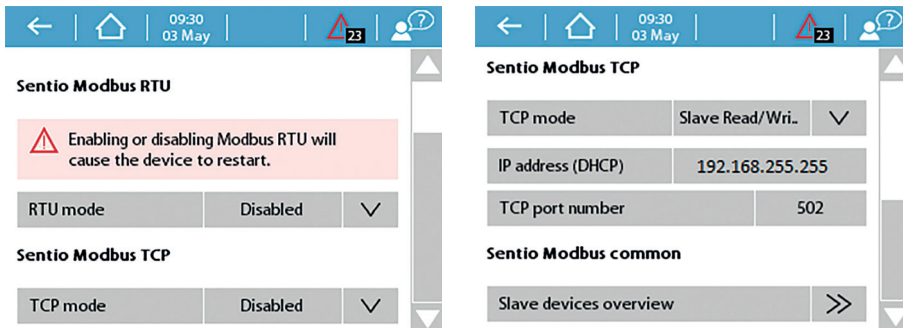 09:30
03 May
23
?
Sentio Modbus RTU
Enabling or disabling Modbus RTU will
cause the device to restart.
RTU mode Disabled
Sentio Modbus TCP
TCP mode Disabled
09:30
03 May
23
?
Sentio Modbus TCP
TCP mode Slave Read/Wri..
IP address (DHCP) 192.168.255.255
TCP port number 502
Sentio Modbus common
Slave devices overview